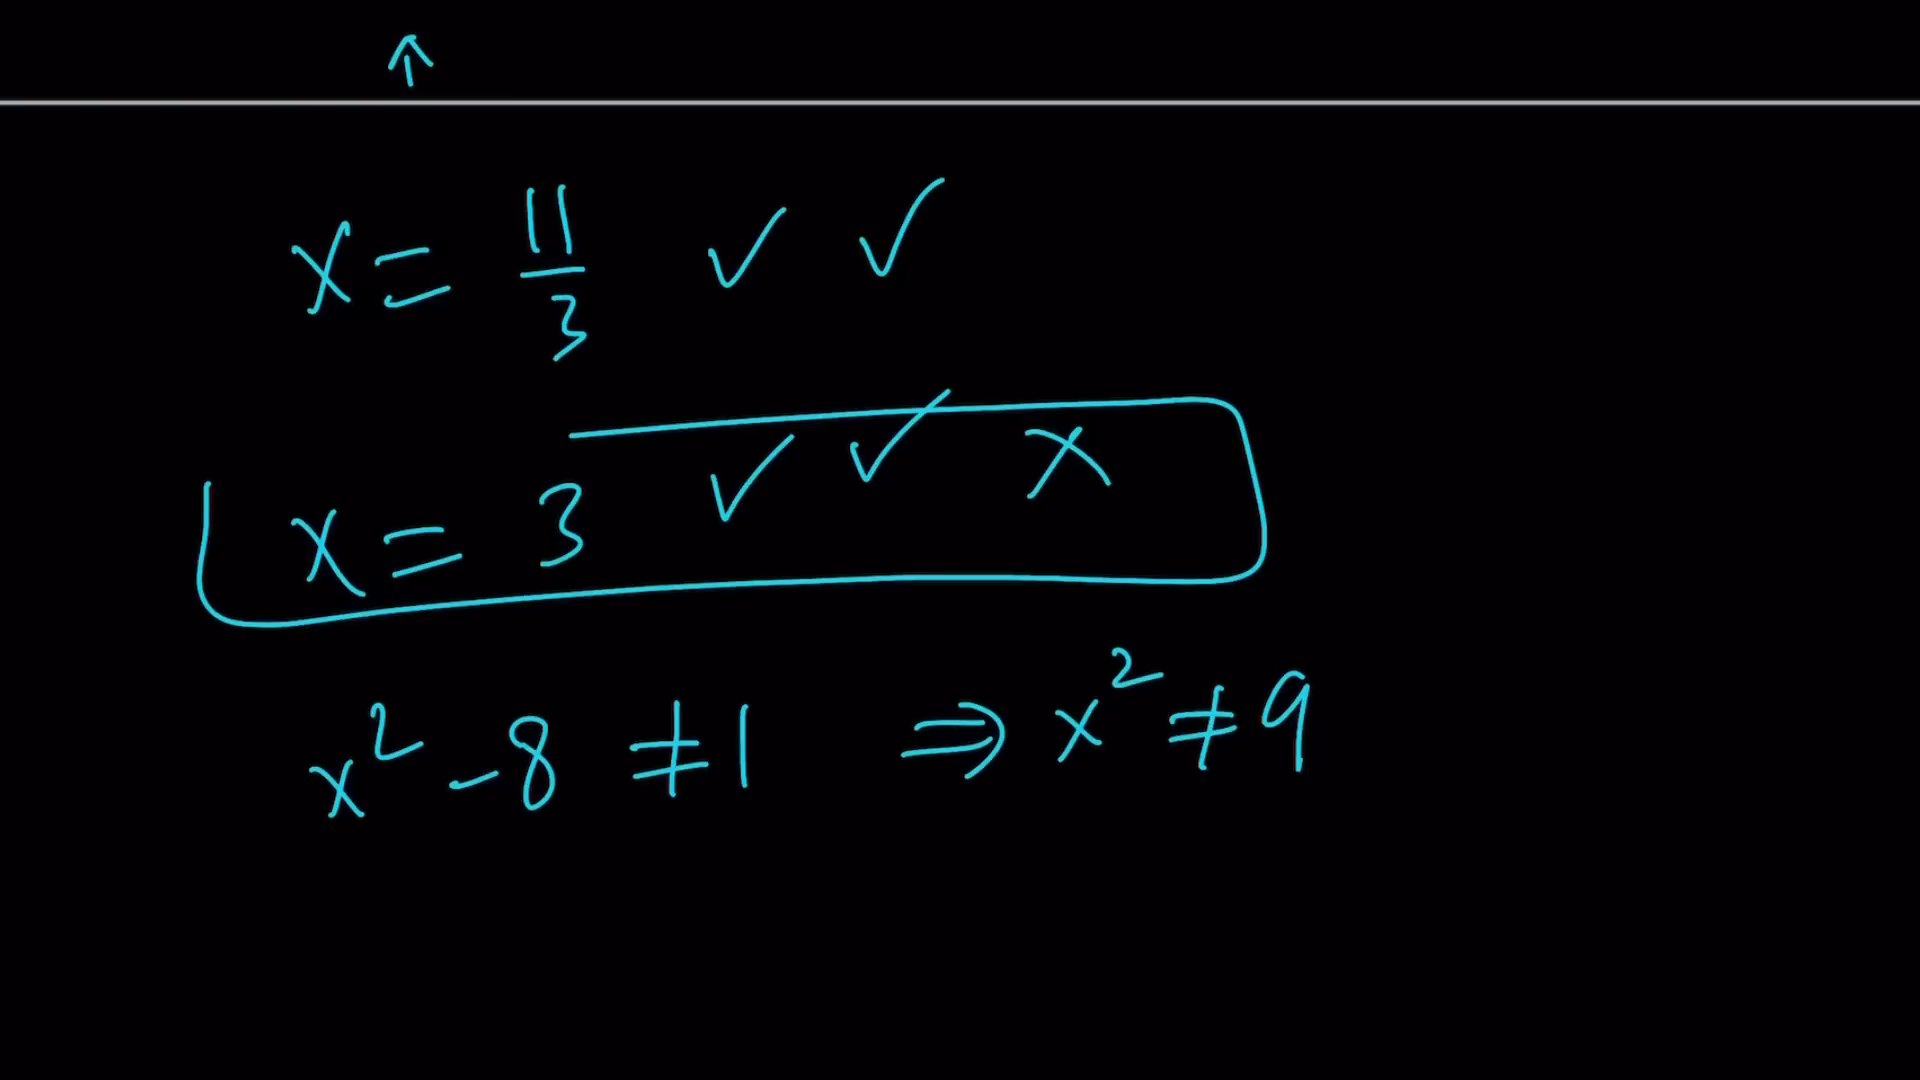 ↑
x = 11/3 ✓ ✓
x = 3 ✓ ✓ x
x² - 8 ≠ 1 ⇒ x² ≠ 9